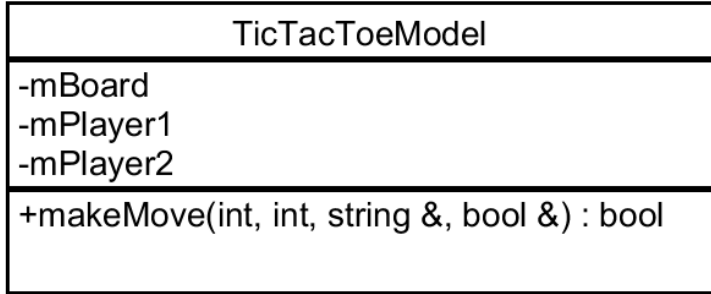 TicTacToeModel
-mBoard
-mPlayer1
-mPlayer2
+makeMove(int, int, string &, bool &) : bool